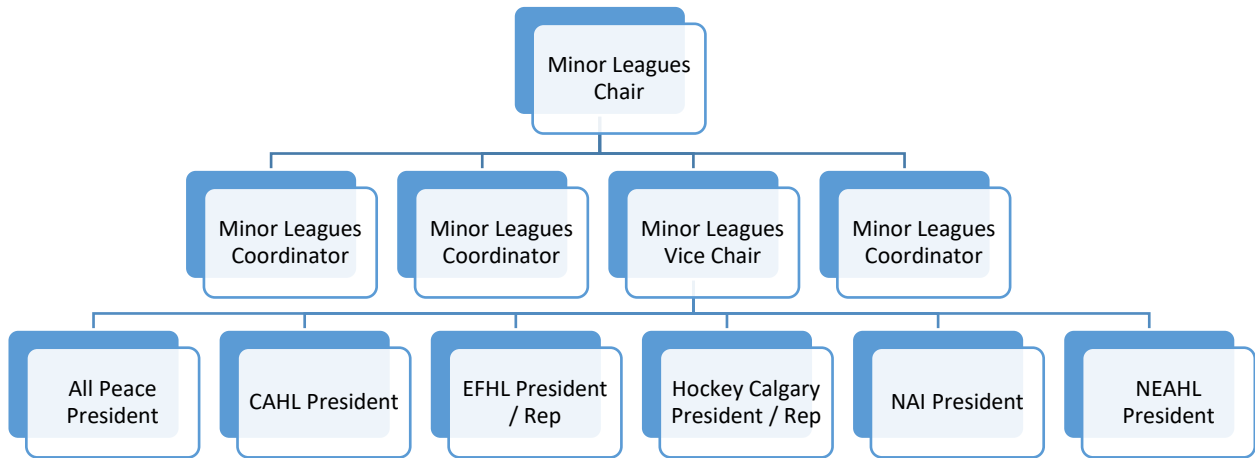 Minor Leagues
Chair
Minor Leagues
Coordinator
Minor Leagues
Coordinator
Minor Leagues
Vice Chair
Minor Leagues
Coordinator
All Peace
President
CAHL President
EFHL President
/ Rep
Hockey Calgary
President / Rep
NAI President
NEAHL
President